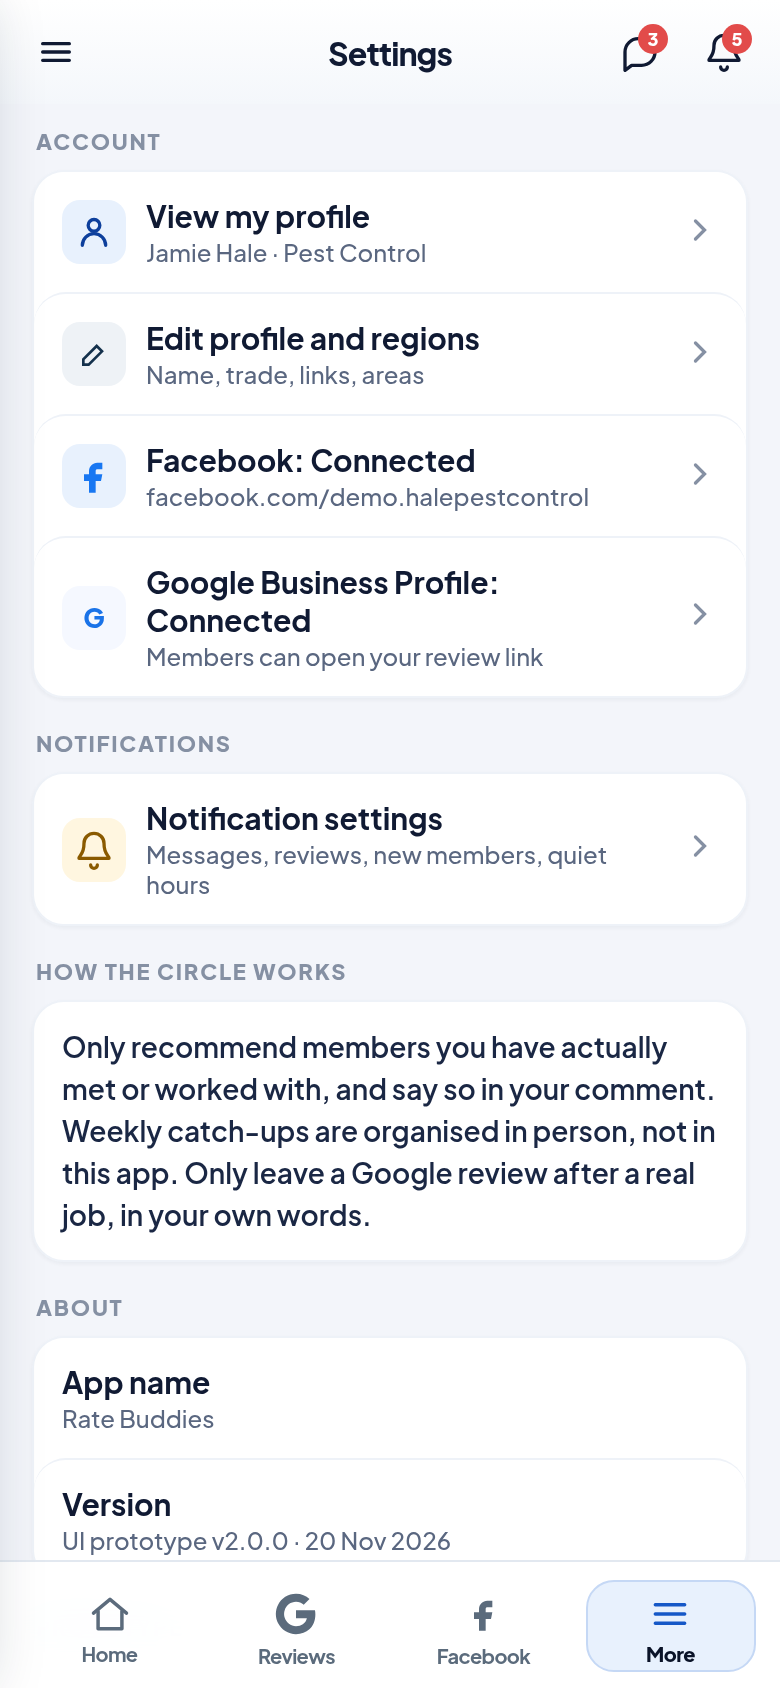 Settings
3
5
ACCOUNT
View my profile
Jamie Hale · Pest Control
Edit profile and regions
Name, trade, links, areas
Facebook: Connected
facebook.com/demo.halepestcontrol
G
Google Business Profile:
Connected
Members can open your review link
NOTIFICATIONS
Notification settings
Messages, reviews, new members, quiet
hours
HOW THE CIRCLE WORKS
Only recommend members you have actually
met or worked with, and say so in your comment.
Weekly catch-ups are organised in person, not in
this app. Only leave a Google review after a real
job, in your own words.
ABOUT
App name
Rate Buddies
Version
UI prototype v2.0.0 · 20 Nov 2026
Home
Reviews
Facebook
More